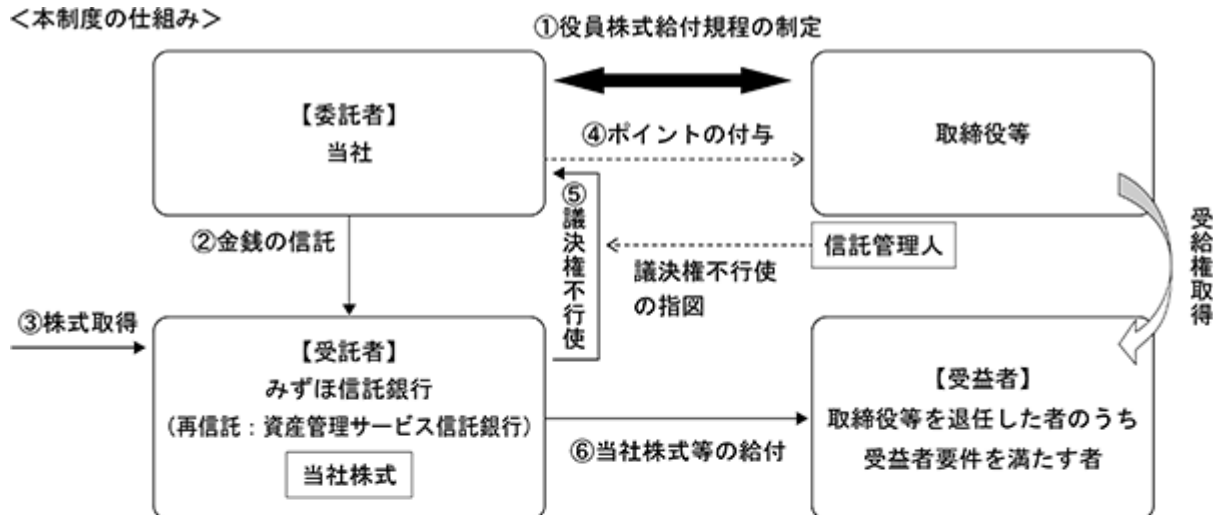 ＜本制度の仕組み＞
①役員株式給付規程の制定
【委託者】
当社
④ポイントの付与
取締役等
②金銭の信託
⑤議決権不行使
信託管理人
議決権不行使
の指図
受給権取得
③株式取得
【受託者】
みずほ信託銀行
（再信託：資産管理サービス信託銀行）
当社株式
⑥当社株式等の給付
【受益者】
取締役等を退任した者のうち
受益者要件を満たす者